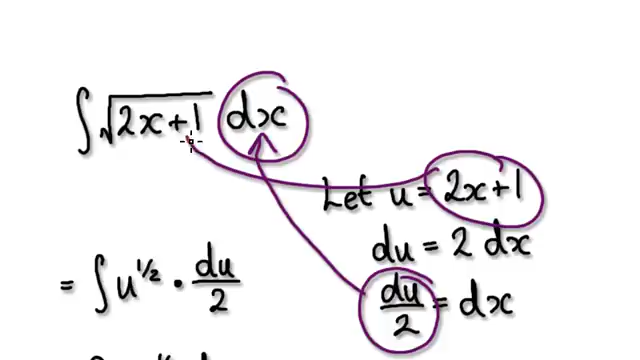 ∫√(2x+1) dx
Let u = 2x+1
du = 2 dx
du/2 = dx
= ∫ u^(1/2) · du/2